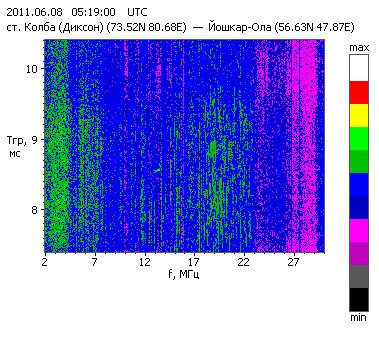 2011.06.08 05:19:00 UTC
ст. Колба (Диксон) (73.52N 80.68E) — Йошкар-Ола (56.63N 47.87E)
max
10
9
Tгр,
мс
8
2 7 12 17 22 27
f, МГц
min